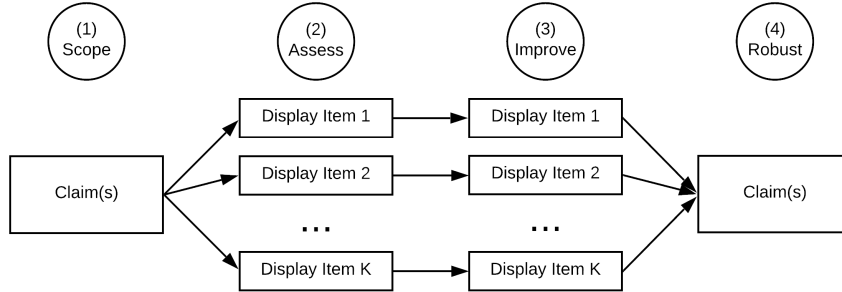 (1)
Scope
(2)
Assess
(3)
Improve
(4)
Robust
Display Item 1
Display Item 1
Display Item 2
Display Item 2
Claim(s)
Claim(s)
...
...
Display Item K
Display Item K